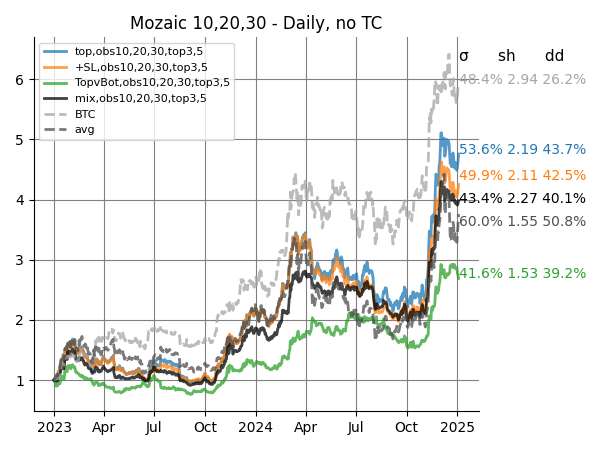 Mozaic 10,20,30 - Daily, no TC
top,obs10,20,30,top3,5
+SL,obs10,20,30,top3,5
TopvBot,obs10,20,30,top3,5
mix,obs10,20,30,top3,5
BTC
avg
σ sh dd
48.4% 2.94 26.2%
53.6% 2.19 43.7%
49.9% 2.11 42.5%
43.4% 2.27 40.1%
60.0% 1.55 50.8%
41.6% 1.53 39.2%
6
5
4
3
2
1
2023 Apr Jul Oct 2024 Apr Jul Oct 2025